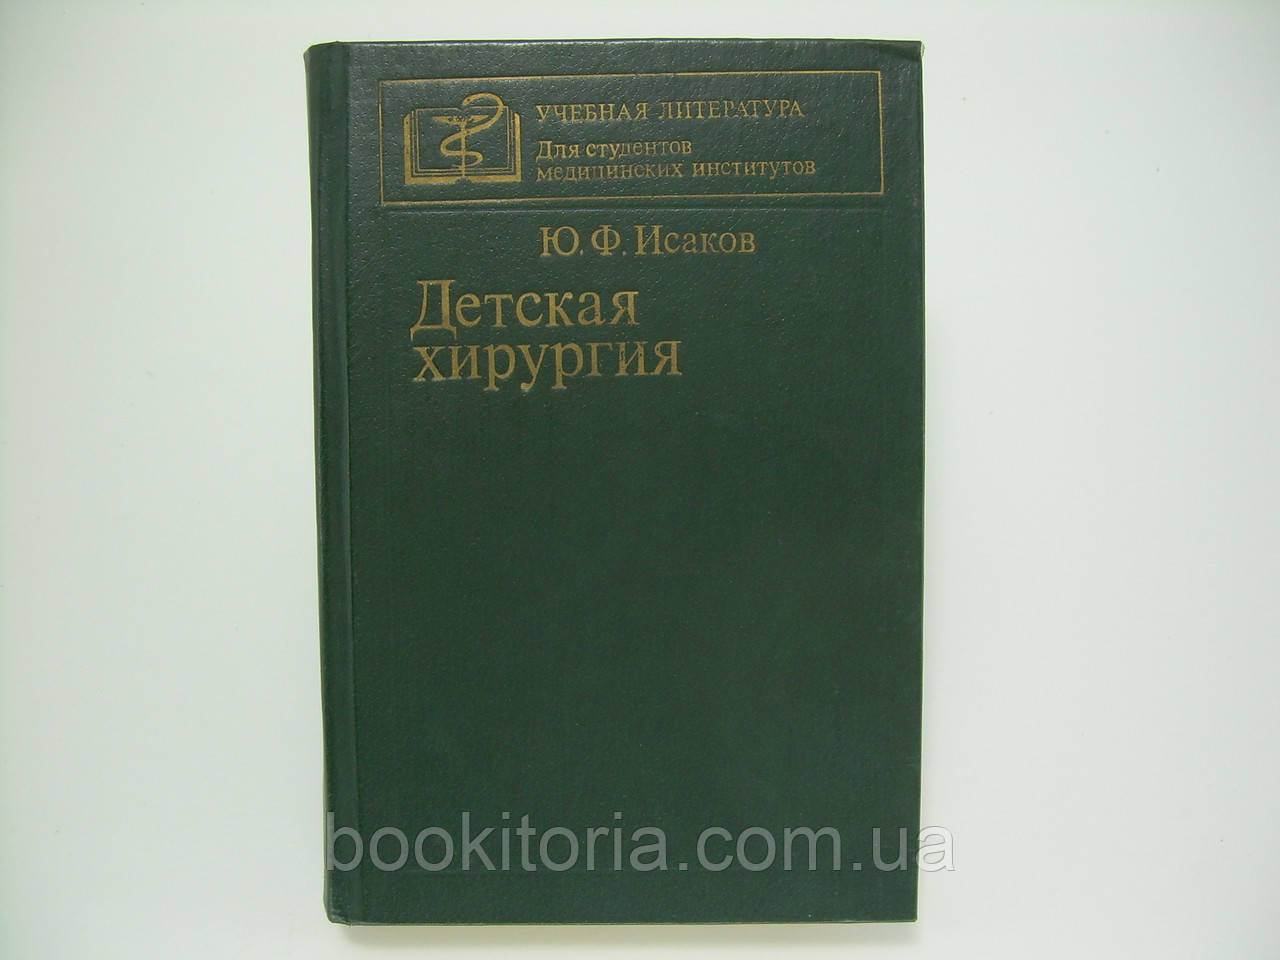 УЧЕБНАЯ ЛИТЕРАТУРА
Для студентов
медицинских институтов
Ю. Ф. Исаков
Детская
хирургия
bookitoria.com.ua